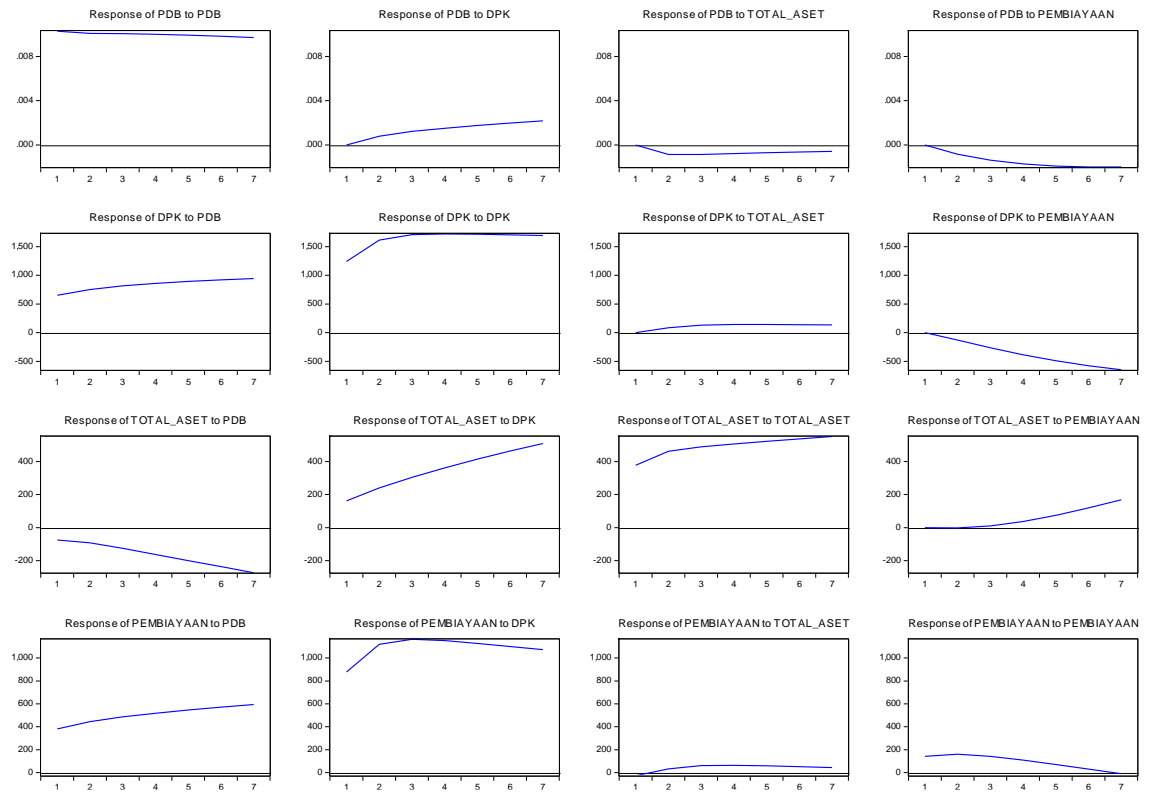 Response of PDB to PDB
Response of PDB to DPK
Response of PDB to TOTAL_ASET
Response of PDB to PEMBIAYAAN
.008
.004
.000
1 2 3 4 5 6 7
.008
.004
.000
1 2 3 4 5 6 7
.008
.004
.000
1 2 3 4 5 6 7
.008
.004
.000
1 2 3 4 5 6 7
Response of DPK to PDB
Response of DPK to DPK
Response of DPK to TOTAL_ASET
Response of DPK to PEMBIAYAAN
1,500
1,000
500
0
-500
1 2 3 4 5 6 7
1,500
1,000
500
0
-500
1 2 3 4 5 6 7
1,500
1,000
500
0
-500
1 2 3 4 5 6 7
1,500
1,000
500
0
-500
1 2 3 4 5 6 7
Response of TOTAL_ASET to PDB
Response of TOTAL_ASET to DPK
Response of TOTAL_ASET to TOTAL_ASET
Response of TOTAL_ASET to PEMBIAYAAN
400
200
0
-200
1 2 3 4 5 6 7
400
200
0
-200
1 2 3 4 5 6 7
400
200
0
-200
1 2 3 4 5 6 7
400
200
0
-200
1 2 3 4 5 6 7
Response of PEMBIAYAAN to PDB
Response of PEMBIAYAAN to DPK
Response of PEMBIAYAAN to TOTAL_ASET
Response of PEMBIAYAAN to PEMBIAYAAN
1,000
800
600
400
200
0
1 2 3 4 5 6 7
1,000
800
600
400
200
0
1 2 3 4 5 6 7
1,000
800
600
400
200
0
1 2 3 4 5 6 7
1,000
800
600
400
200
0
1 2 3 4 5 6 7